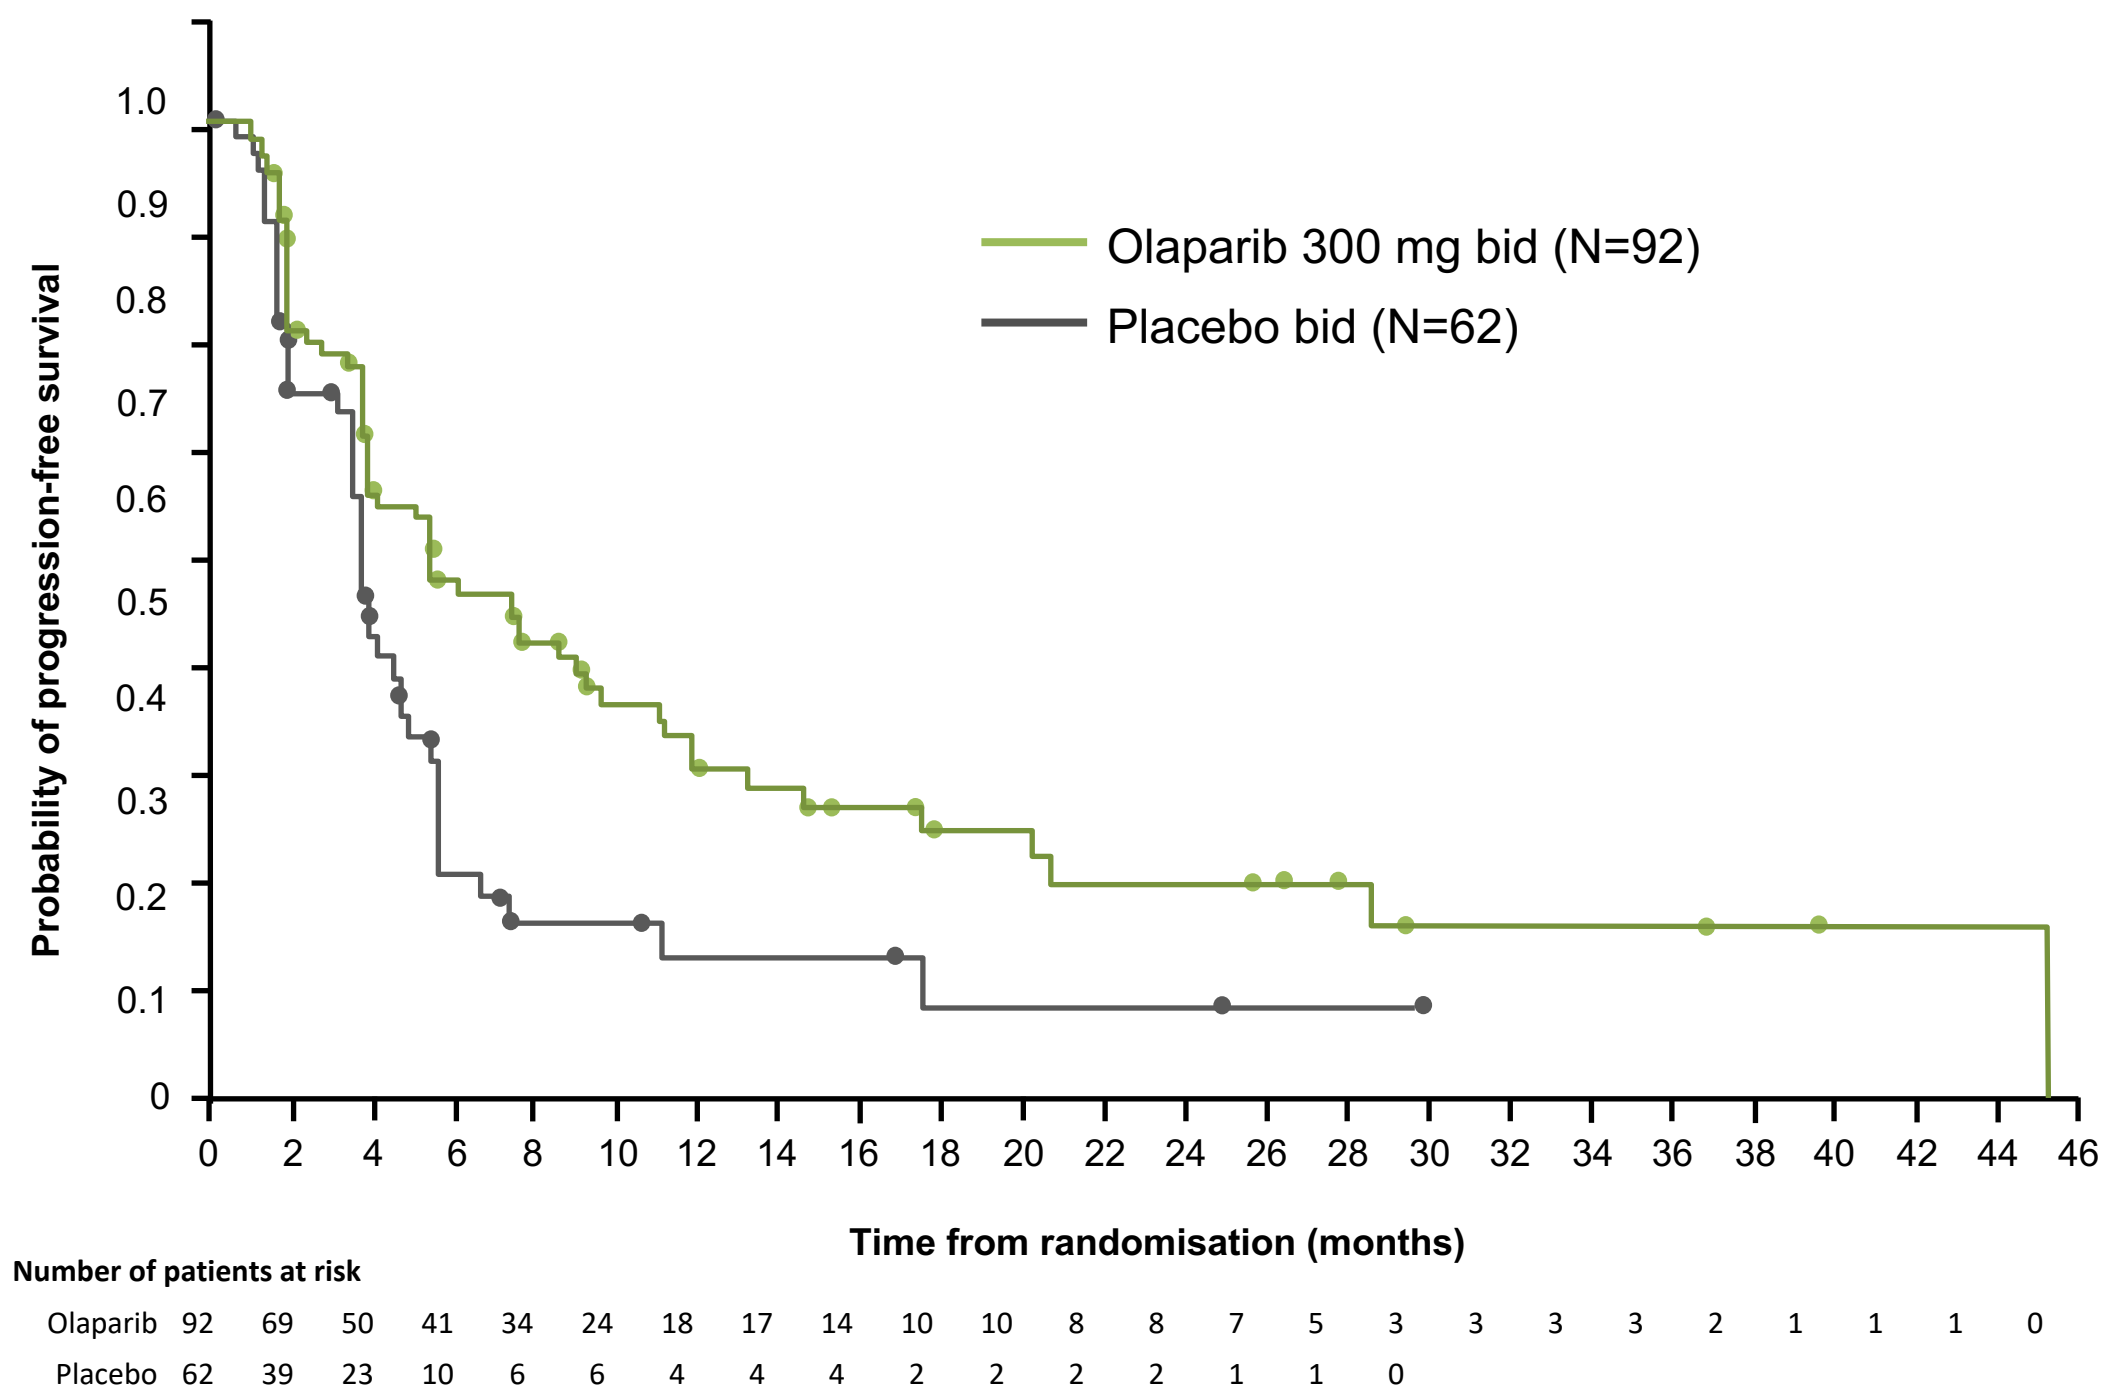 1.0
0.9
0.8
0.7
0.6
0.5
0.4
0.3
0.2
0.1
0
Probability of progression-free survival
Olaparib 300 mg bid (N=92)
Placebo bid (N=62)
0 2 4 6 8 10 12 14 16 18 20 22 24 26 28 30 32 34 36 38 40 42 44 46
Time from randomisation (months)
Number of patients at risk
Olaparib 92 69 50 41 34 24 18 17 14 10 10 8 8 7 5 3 3 3 3 2 1 1 1 0
Placebo 62 39 23 10 6 6 4 4 4 2 2 2 2 1 1 0